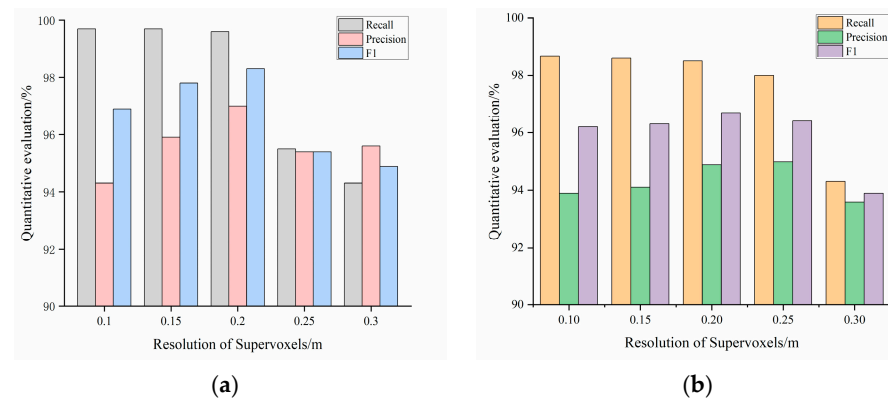 100
98
96
94
92
90
Quantitative evaluation/%
Recall
Precision
F1
0.1 0.15 0.2 0.25 0.3
Resolution of Supervoxels/m
(a)
100
98
96
94
92
90
Quantitative evaluation/%
Recall
Precision
F1
0.10 0.15 0.20 0.25 0.30
Resolution of Supervoxels/m
(b)